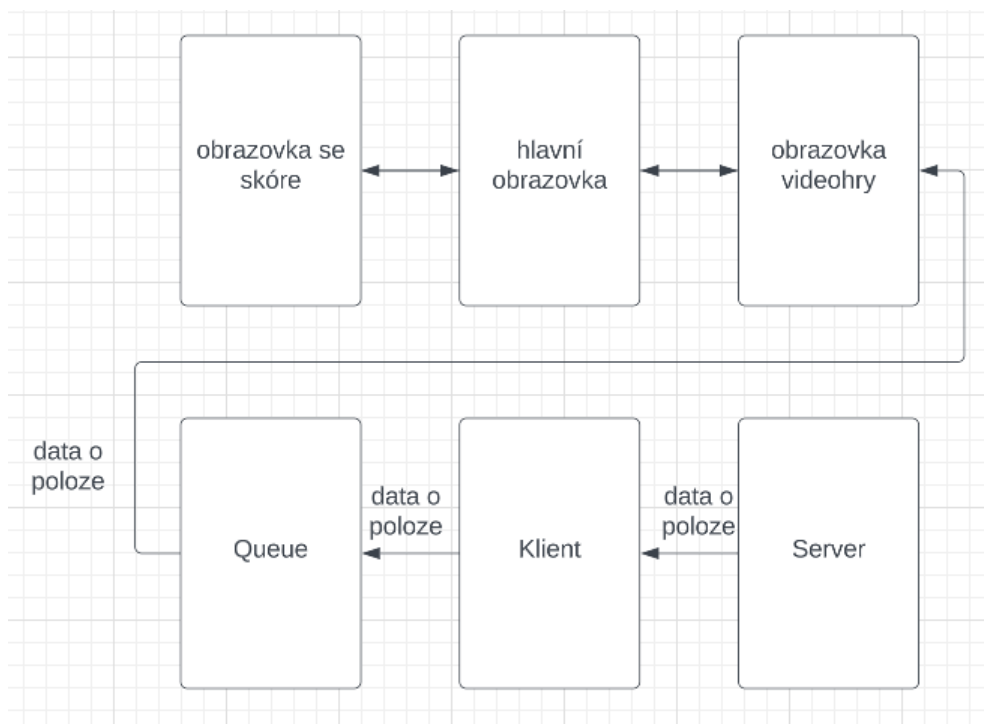 obrazovka se
skóre
hlavní
obrazovka
obrazovka
videohry
data o
poloze
Queue
data o
poloze
Klient
data o
poloze
Server